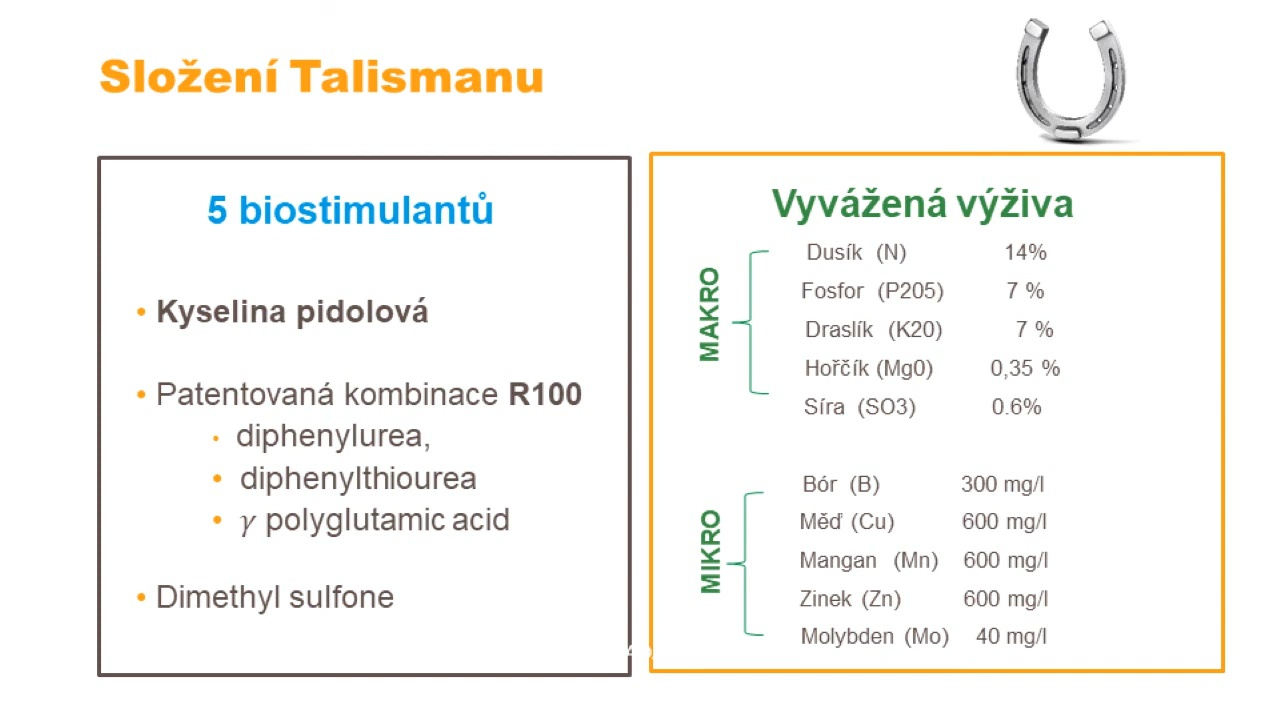 Složení Talismanu
5 biostimulantů
• Kyselina pidolová
• Patentovaná kombinace R100
• diphenylurea,
• diphenylthiourea
• γ polyglutamic acid
• Dimethyl sulfone
Vyvážená výživa
MAKRO
Dusík (N) 14%
Fosfor (P205) 7 %
Draslík (K20) 7 %
Hořčík (Mg0) 0,35 %
Síra (SO3) 0.6%
MIKRO
Bór (B) 300 mg/l
Měď (Cu) 600 mg/l
Mangan (Mn) 600 mg/l
Zinek (Zn) 600 mg/l
Molybden (Mo) 40 mg/l